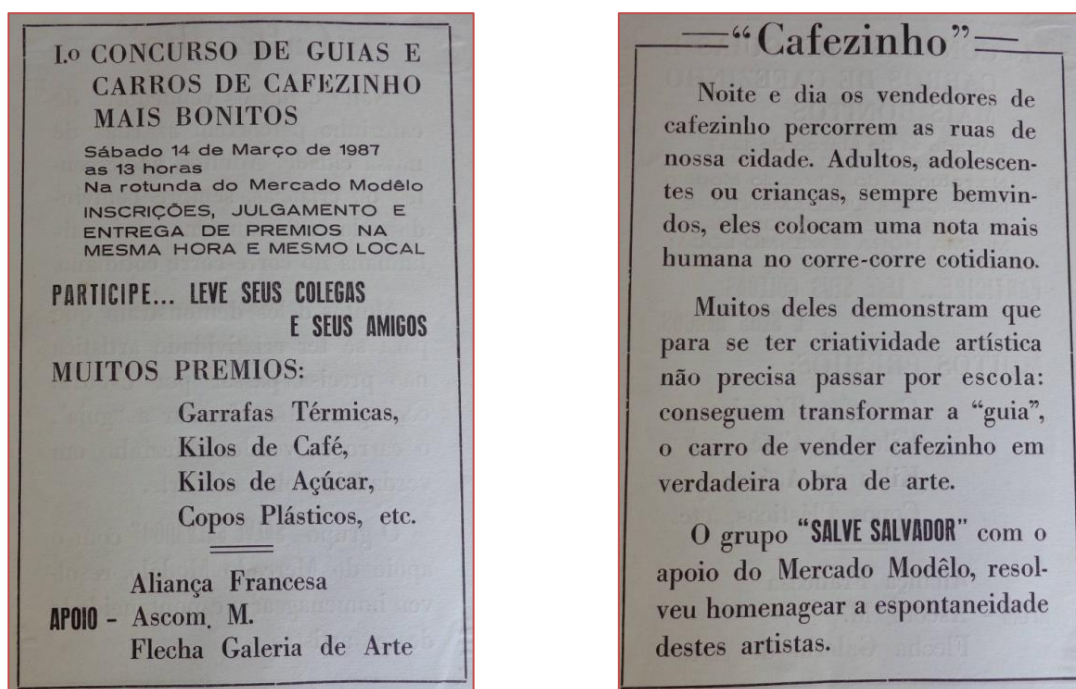 I.o CONCURSO DE GUIAS E
CARROS DE CAFEZINHO
MAIS BONITOS
Sábado 14 de Março de 1987
as 13 horas
Na rotunda do Mercado Modêlo
INSCRIÇÕES, JULGAMENTO E
ENTREGA DE PREMIOS NA
MESMA HORA E MESMO LOCAL
PARTICIPE... LEVE SEUS COLEGAS
E SEUS AMIGOS
MUITOS PREMIOS:
Garrafas Térmicas,
Kilos de Café,
Kilos de Açúcar,
Copos Plásticos, etc.
Aliança Francesa
APOIO - Ascom. M.
Flecha Galeria de Arte
"Cafezinho"
Noite e dia os vendedores de
cafezinho percorrem as ruas de
nossa cidade. Adultos, adolescen-
tes ou crianças, sempre bemvin-
dos, eles colocam uma nota mais
humana no corre-corre cotidiano.
Muitos deles demonstram que
para se ter criatividade artística
não precisa passar por escola:
conseguem transformar a "guia",
o carro de vender cafezinho em
verdadeira obra de arte.
O grupo "SALVE SALVADOR" com o
apoio do Mercado Modêlo, resol-
veu homenagear a espontaneidade
destes artistas.